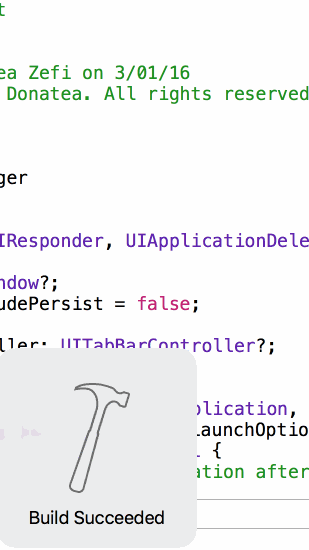 t
ea Zefi on 3/01/16
Donatea. All rights reserved
ger
IResponder, UIApplicationDele
ndow?;
udePersist = false;
ller: UITabBarController?;
plication,
LaunchOptio
{
ation after
Build Succeeded